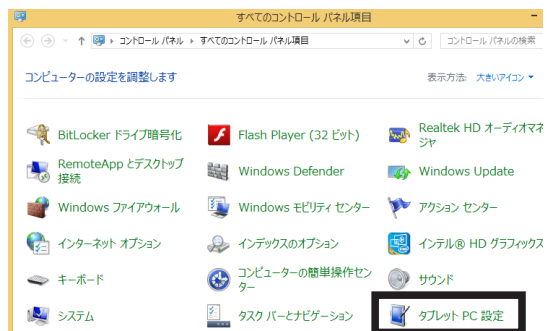 すべてのコントロール パネル項目
コントロール パネル ▸ すべてのコントロール パネル項目
コントロール パネルの検索
コンピューターの設定を調整します
表示方法: 大きいアイコン
BitLocker ドライブ暗号化
Flash Player (32 ビット)
Realtek HD オーディオマネ
ジャ
RemoteApp とデスクトップ
接続
Windows Defender
Windows Update
Windows ファイアウォール
Windows モビリティ センター
アクション センター
インターネット オプション
インデックスのオプション
インテル® HD グラフィックス
キーボード
コンピューターの簡単操作セン
ター
サウンド
システム
タスク バーとナビゲーション
タブレット PC 設定